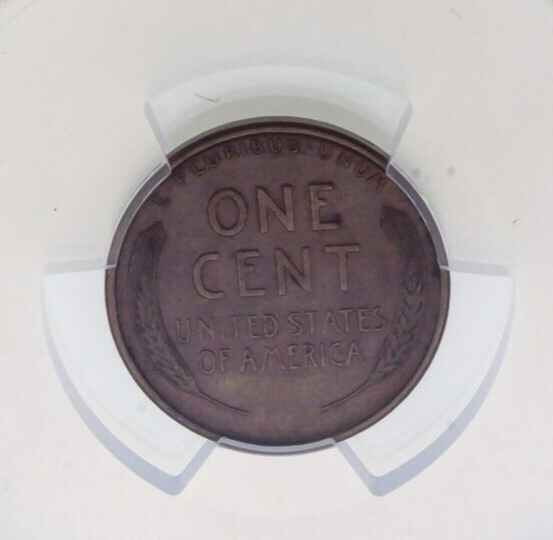 E·PLURIBUS·UNUM
ONE
CENT
UNITED STATES
OF AMERICA